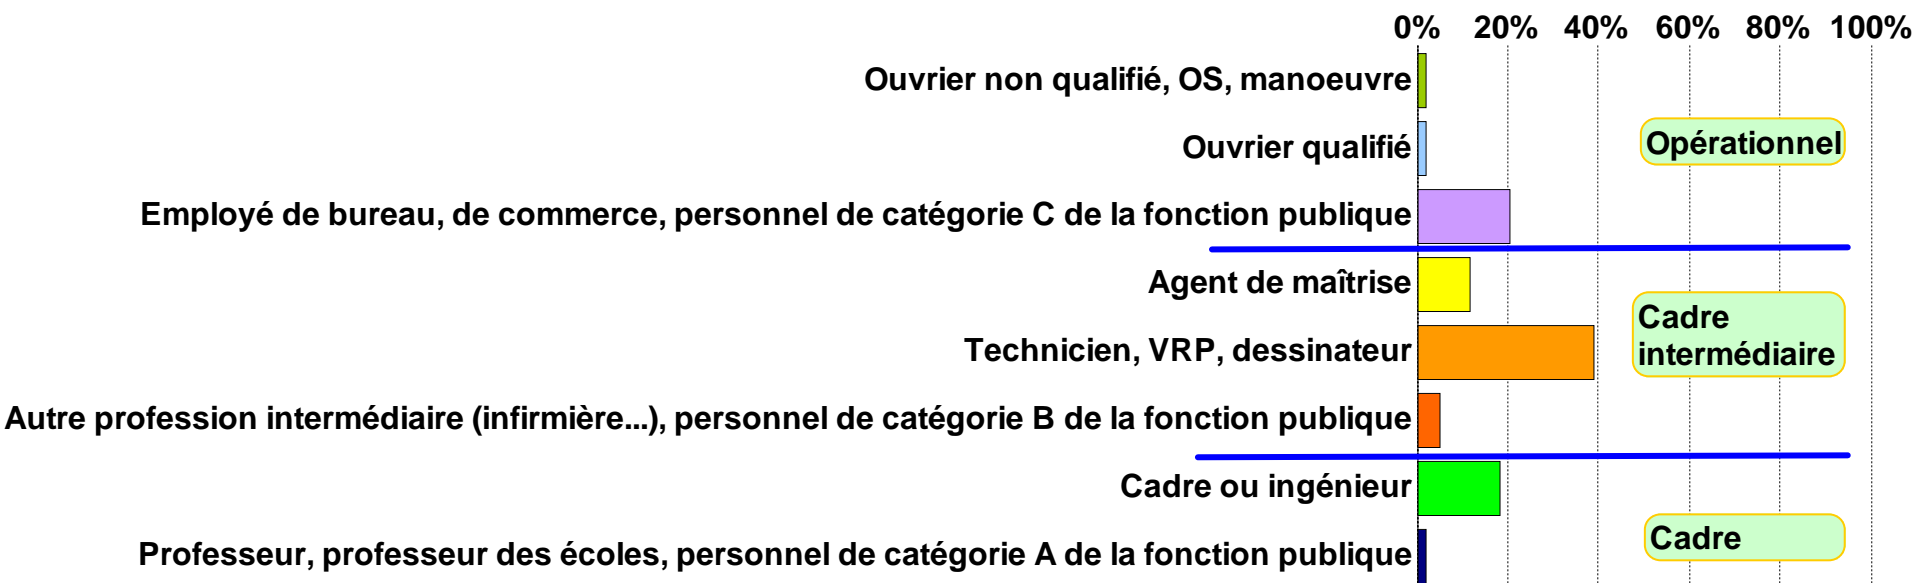 0% 20% 40% 60% 80% 100%
Ouvrier non qualifié, OS, manoeuvre
Ouvrier qualifié
Opérationnel
Employé de bureau, de commerce, personnel de catégorie C de la fonction publique
Agent de maîtrise
Cadre
intermédiaire
Technicien, VRP, dessinateur
Autre profession intermédiaire (infirmière...), personnel de catégorie B de la fonction publique
Cadre ou ingénieur
Cadre
Professeur, professeur des écoles, personnel de catégorie A de la fonction publique